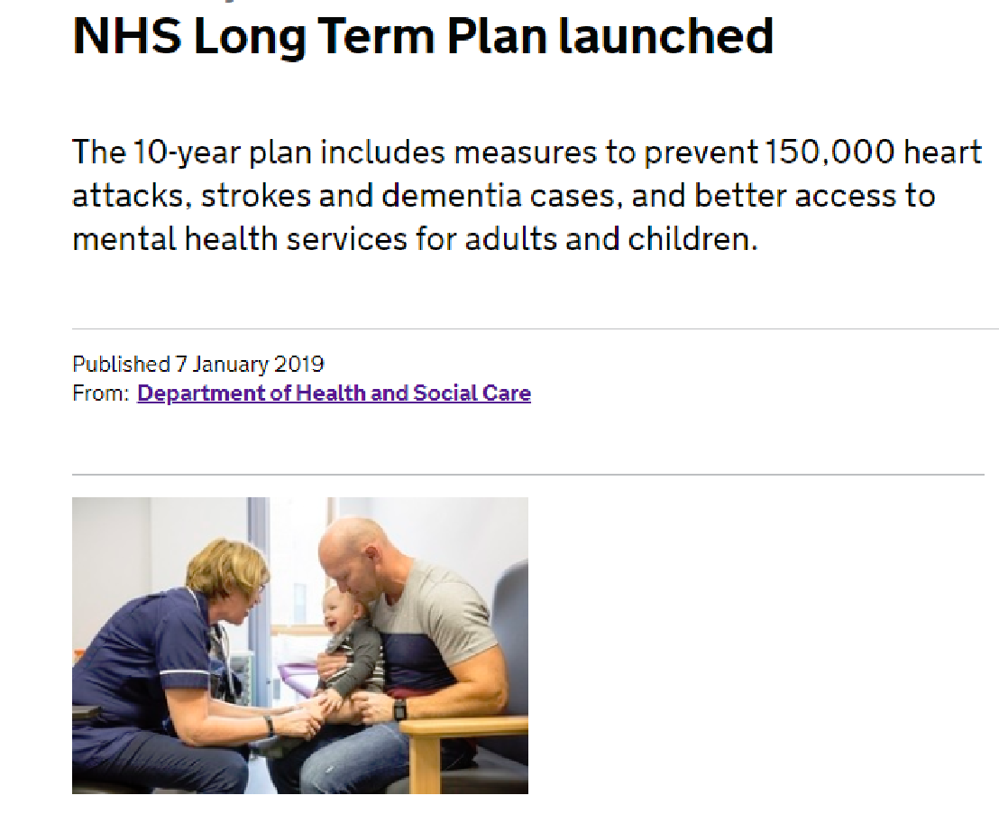 NHS Long Term Plan launched
The 10-year plan includes measures to prevent 150,000 heart
attacks, strokes and dementia cases, and better access to
mental health services for adults and children.
Published 7 January 2019
From: Department of Health and Social Care